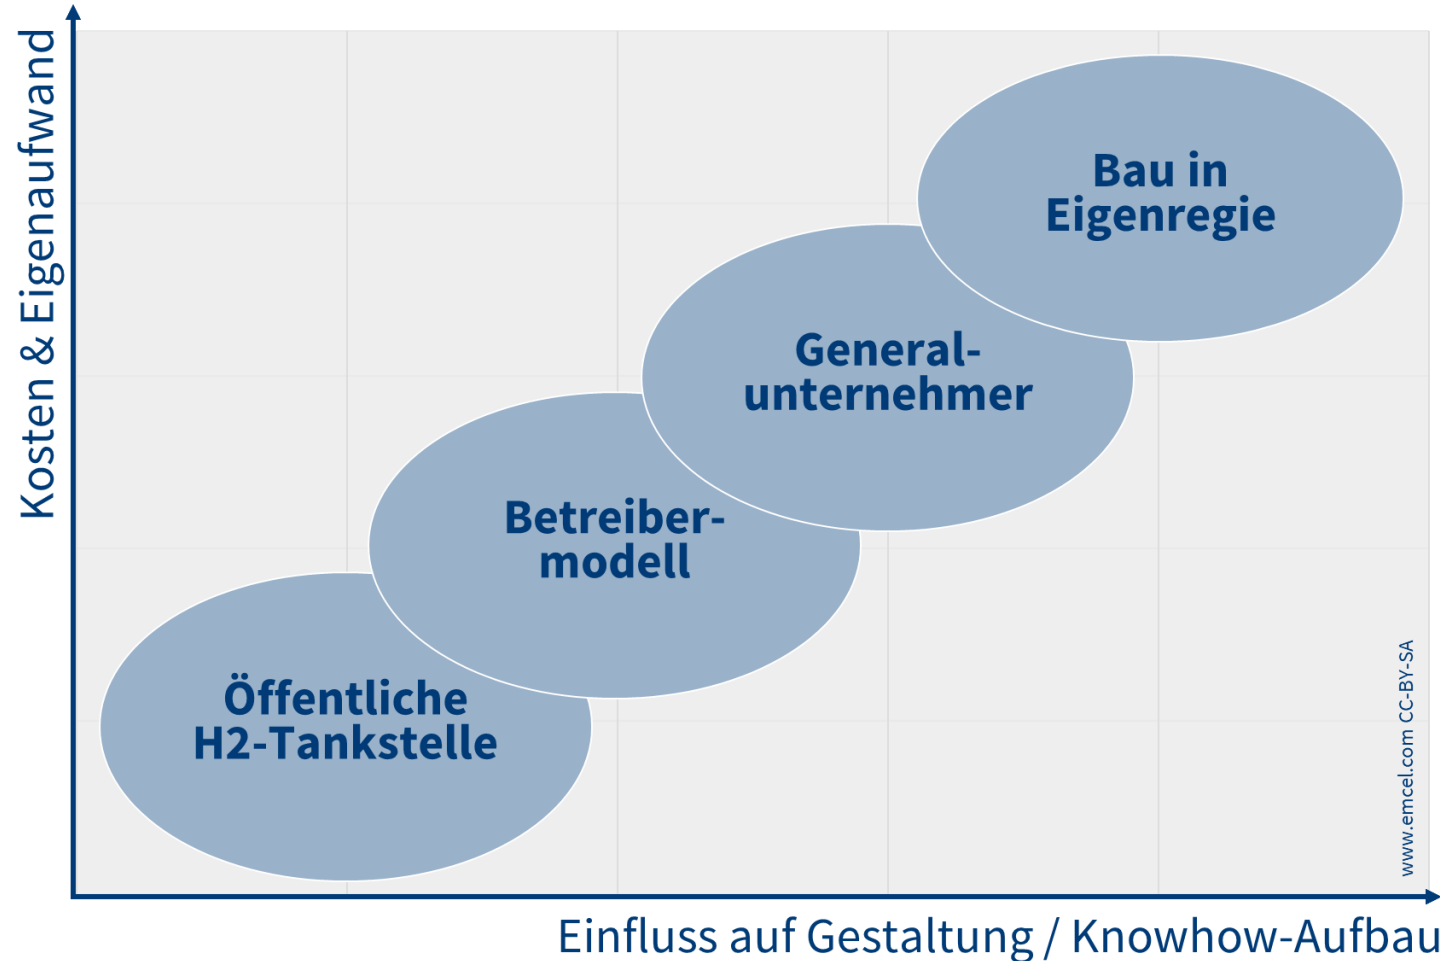 Kosten & Eigenaufwand
Bau in
Eigenregie
General-
unternehmer
Betreiber-
modell
Öffentliche
H2-Tankstelle
www.emcel.com CC-BY-SA
Einfluss auf Gestaltung / Knowhow-Aufbau